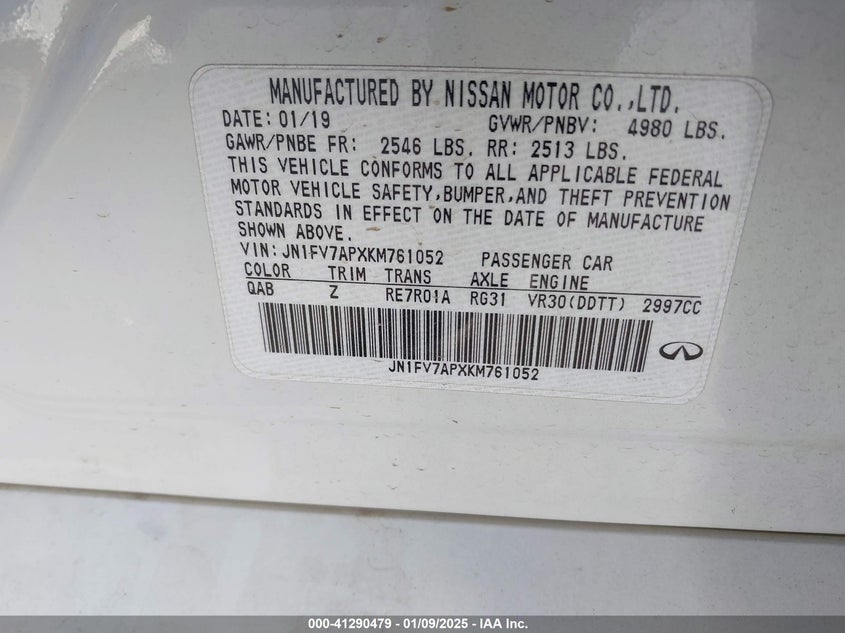 MANUFACTURED BY NISSAN MOTOR CO.,LTD.
DATE: 01/19 GVWR/PNBV: 4980 LBS.
GAWR/PNBE FR: 2546 LBS. RR: 2513 LBS.
THIS VEHICLE CONFORMS TO ALL APPLICABLE FEDERAL
MOTOR VEHICLE SAFETY,BUMPER,AND THEFT PREVENTION
STANDARDS IN EFFECT ON THE DATE OF MANUFACTURE
SHOWN ABOVE.
VIN:JN1FV7APXKM761052 PASSENGER CAR
COLOR TRIM TRANS AXLE ENGINE
QAB Z RE7R01A RG31 VR30(DDTT) 2997CC
JN1FV7APXKM761052
000-41290479 - 01/09/2025 - IAA Inc.